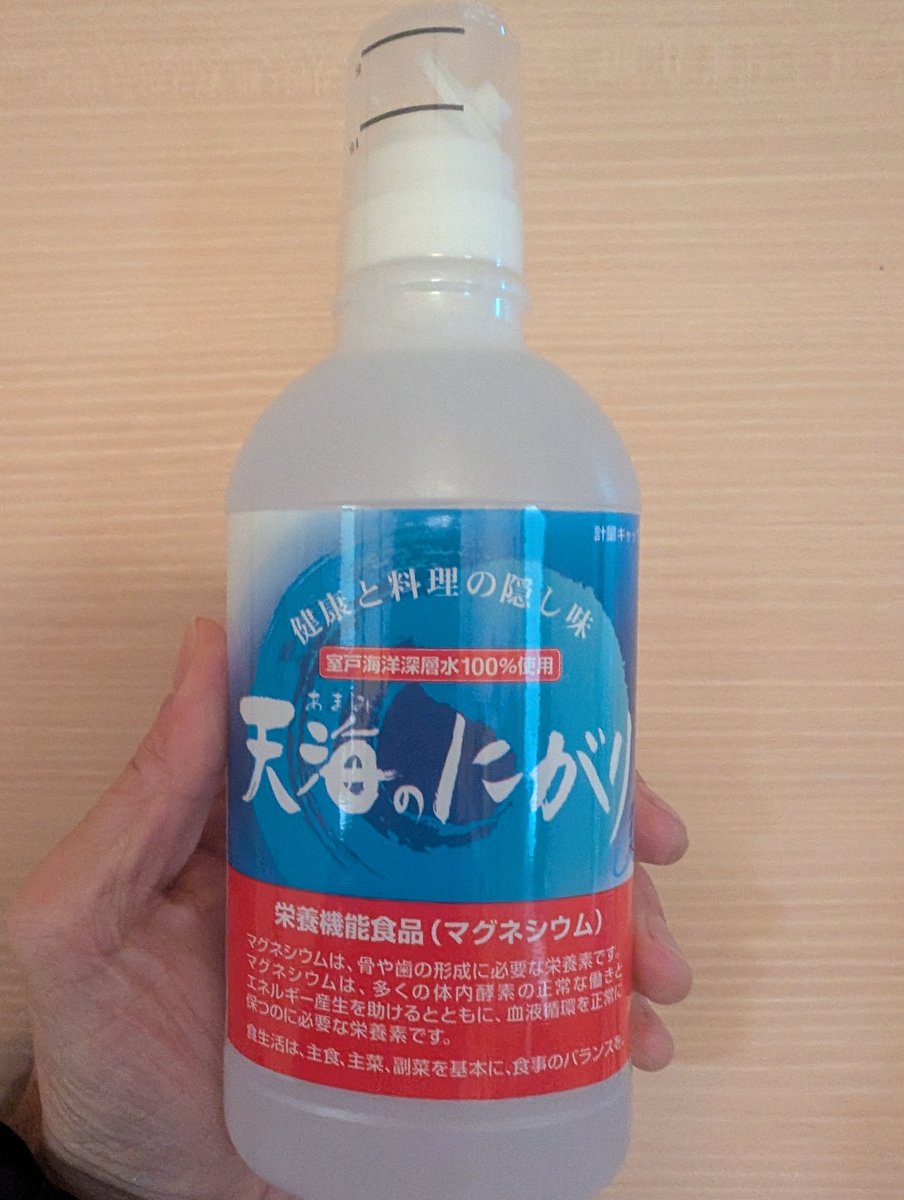 計量キャッ
健康と料理の隠し味
室戸海洋深層水100%使用
あまみ
天海のにがり
栄養機能食品(マグネシウム)
マグネシウムは、骨や歯の形成に必要な栄養素です。
マグネシウムは、多くの体内酵素の正常な働きと
エネルギー産生を助けるとともに、血液循環を正常に
保つのに必要な栄養素です。
食生活は、主食、主菜、副菜を基本に、食事のバランスを。